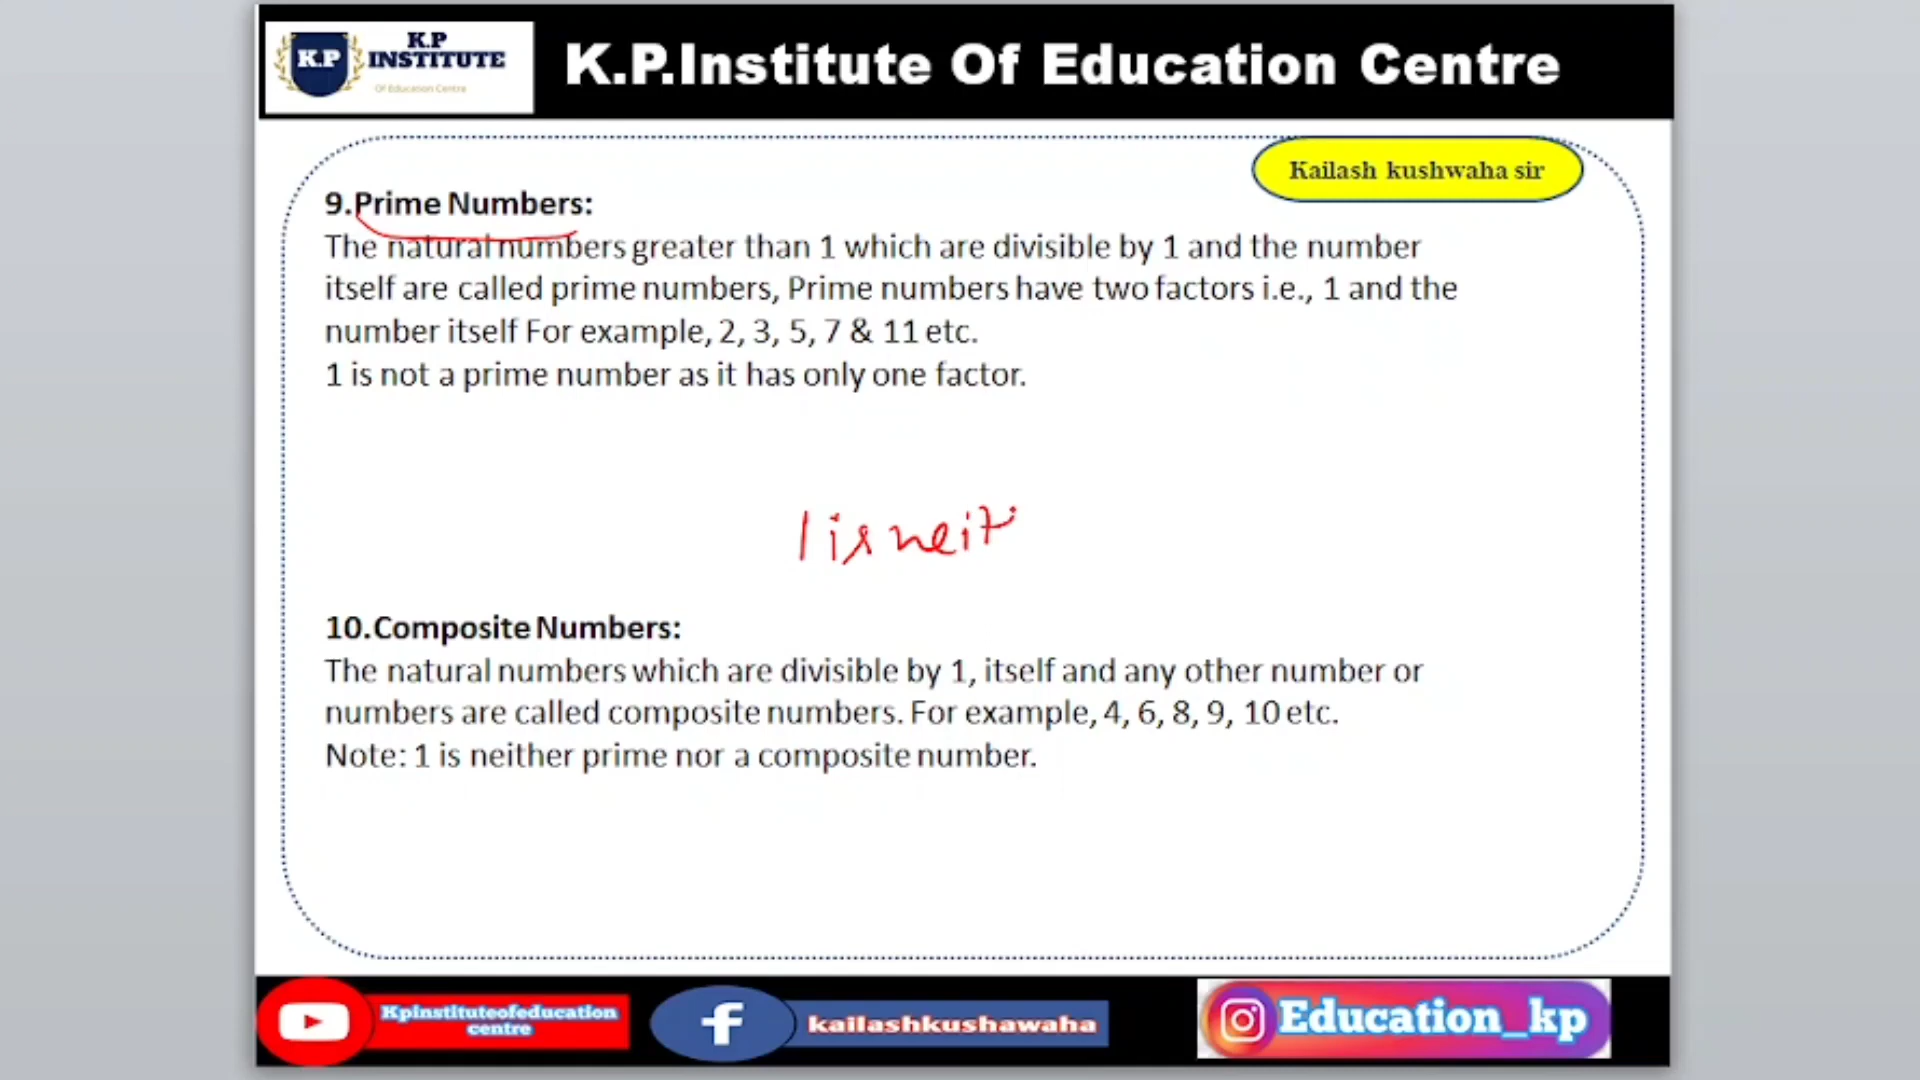 K.P
K.P
INSTITUTE
Of Education Centre
K.P.Institute Of Education Centre
Kailash kushwaha sir
9.Prime Numbers:
The natural numbers greater than 1 which are divisible by 1 and the number
itself are called prime numbers, Prime numbers have two factors i.e., 1 and the
number itself For example, 2, 3, 5, 7 & 11 etc.
1 is not a prime number as it has only one factor.
1 is neit
10.Composite Numbers:
The natural numbers which are divisible by 1, itself and any other number or
numbers are called composite numbers. For example, 4, 6, 8, 9, 10 etc.
Note: 1 is neither prime nor a composite number.
Kpinstituteofeducation
centre
kailashkushawaha
Education_kp